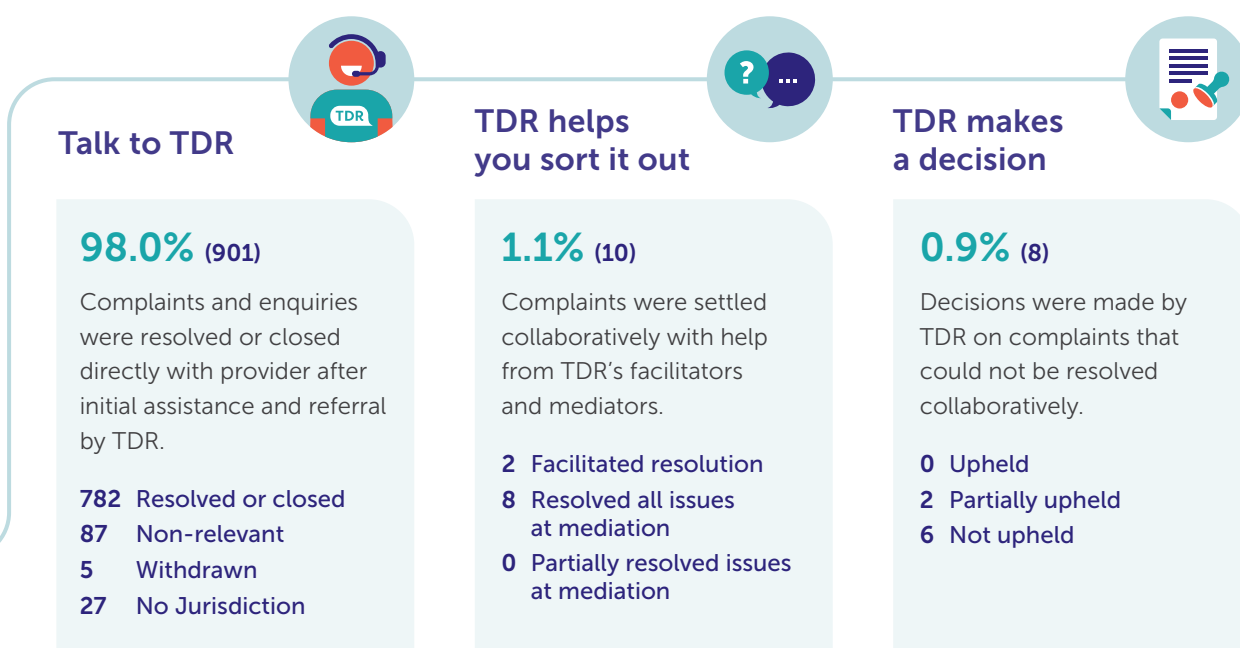 TDR
?
...
Talk to TDR
98.0% (901)
Complaints and enquiries
were resolved or closed
directly with provider after
initial assistance and referral
by TDR.
782 Resolved or closed
87 Non-relevant
5 Withdrawn
27 No Jurisdiction
TDR helps
you sort it out
1.1% (10)
Complaints were settled
collaboratively with help
from TDR’s facilitators
and mediators.
2 Facilitated resolution
8 Resolved all issues
at mediation
0 Partially resolved issues
at mediation
TDR makes
a decision
0.9% (8)
Decisions were made by
TDR on complaints that
could not be resolved
collaboratively.
0 Upheld
2 Partially upheld
6 Not upheld